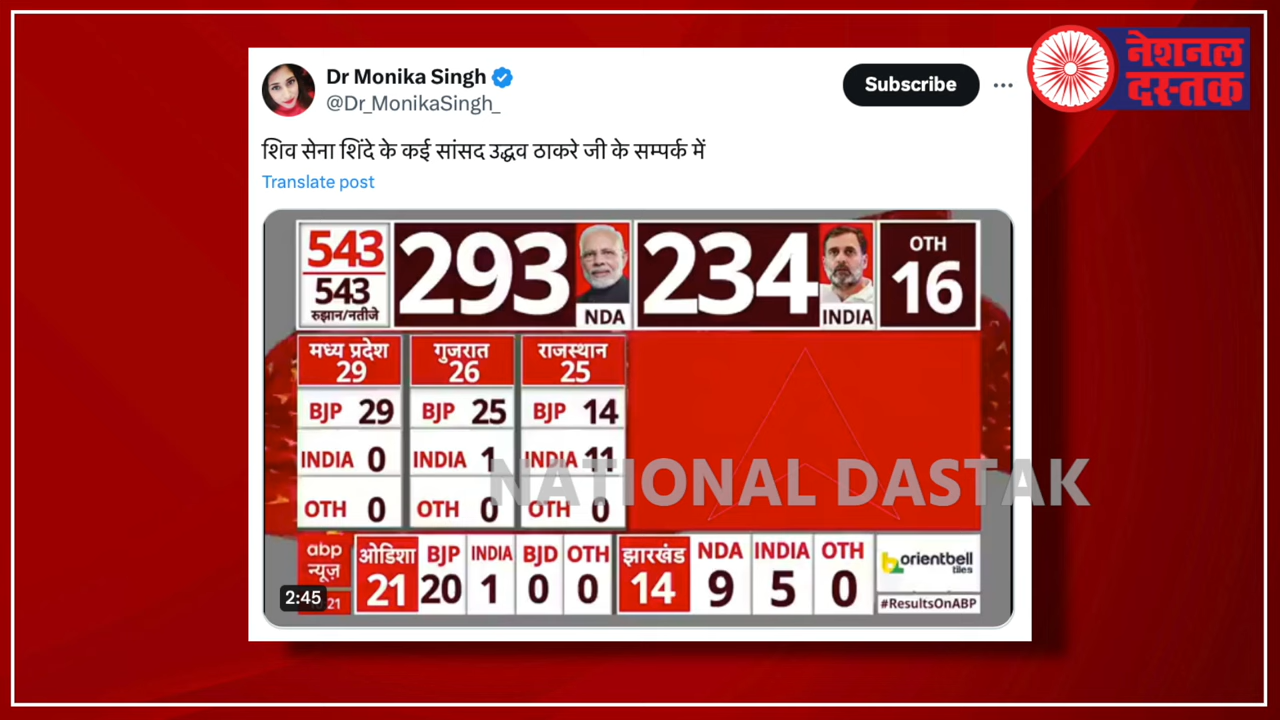 नेशनल
दस्तक
Dr Monika Singh
@Dr_MonikaSingh_
Subscribe
शिव सेना शिंदे के कई सांसद उद्धव ठाकरे जी के सम्पर्क में
Translate post
543
543
रुझान/नतीजे
293
NDA
234
INDIA
OTH
16
मध्य प्रदेश
29
BJP 29
INDIA 0
OTH 0
गुजरात
26
BJP 25
INDIA 1
OTH 0
राजस्थान
25
BJP 14
INDIA 11
OTH 0
NATIONAL DASTAK
abp
न्यूज़
21
2:45
ओडिशा
21
BJP
20
INDIA
1
BJD
0
OTH
0
झारखंड
14
NDA
9
INDIA
5
OTH
0
orientbell
tiles
#ResultsOnABP